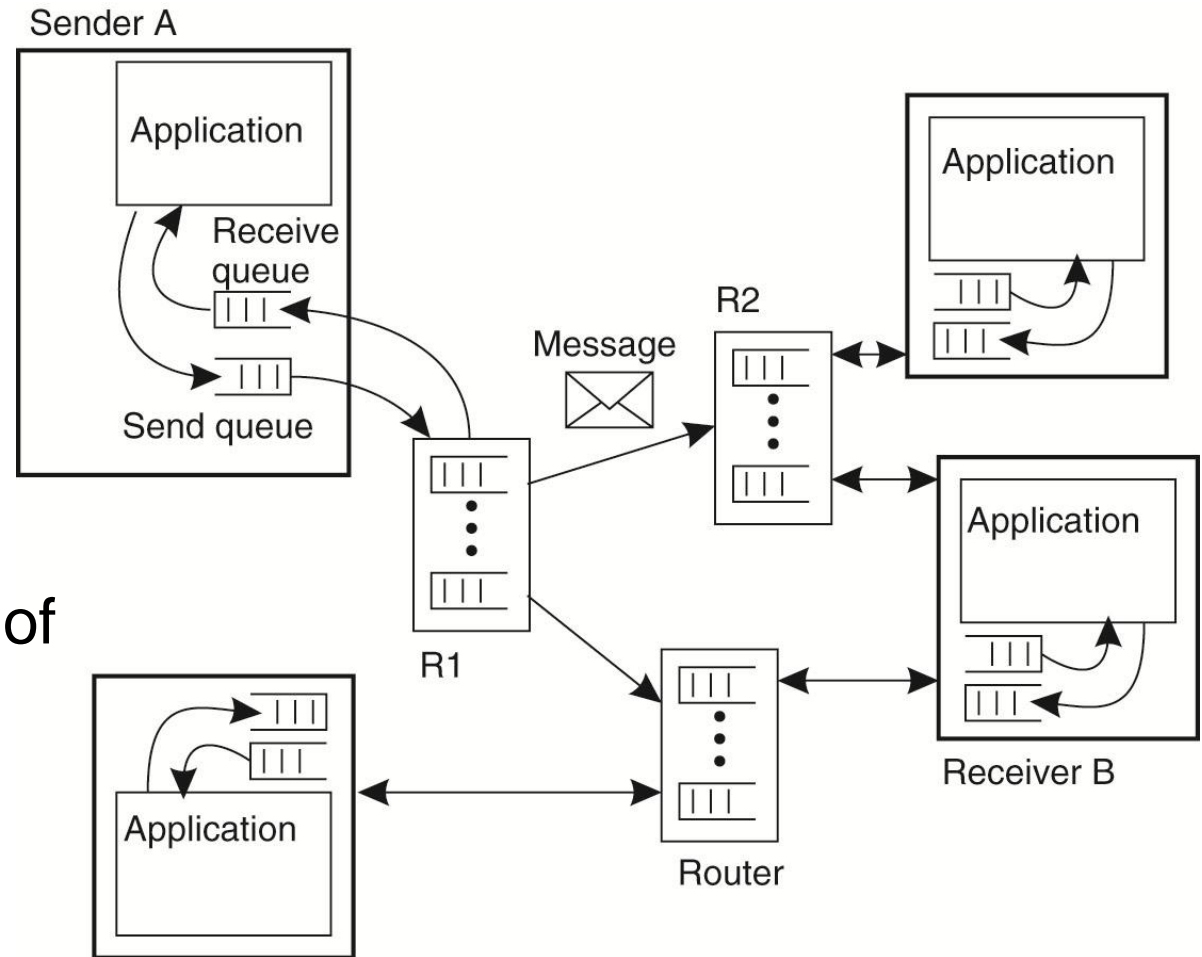 Sender A
Application
Receive
queue
Send queue
Application
R2
Message
Application
Receiver B
R1
of
Application
Router